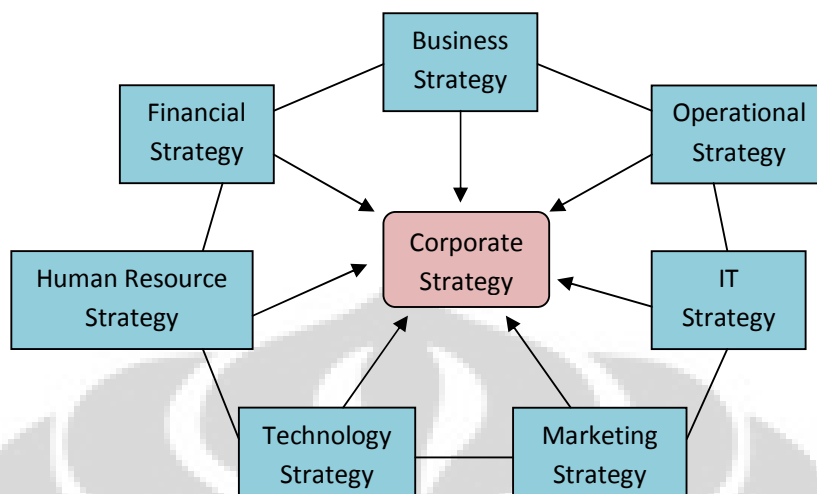 Business
Strategy
Financial
Strategy
Operational
Strategy
Corporate
Strategy
Human Resource
Strategy
IT
Strategy
Technology
Strategy
Marketing
Strategy